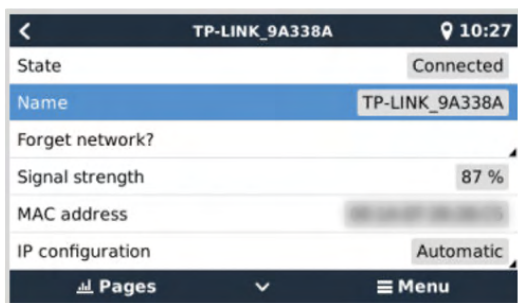 TP-LINK_9A338A 10:27
State Connected
Name TP-LINK_9A338A
Forget network?
Signal strength 87 %
MAC address
IP configuration Automatic
Pages Menu